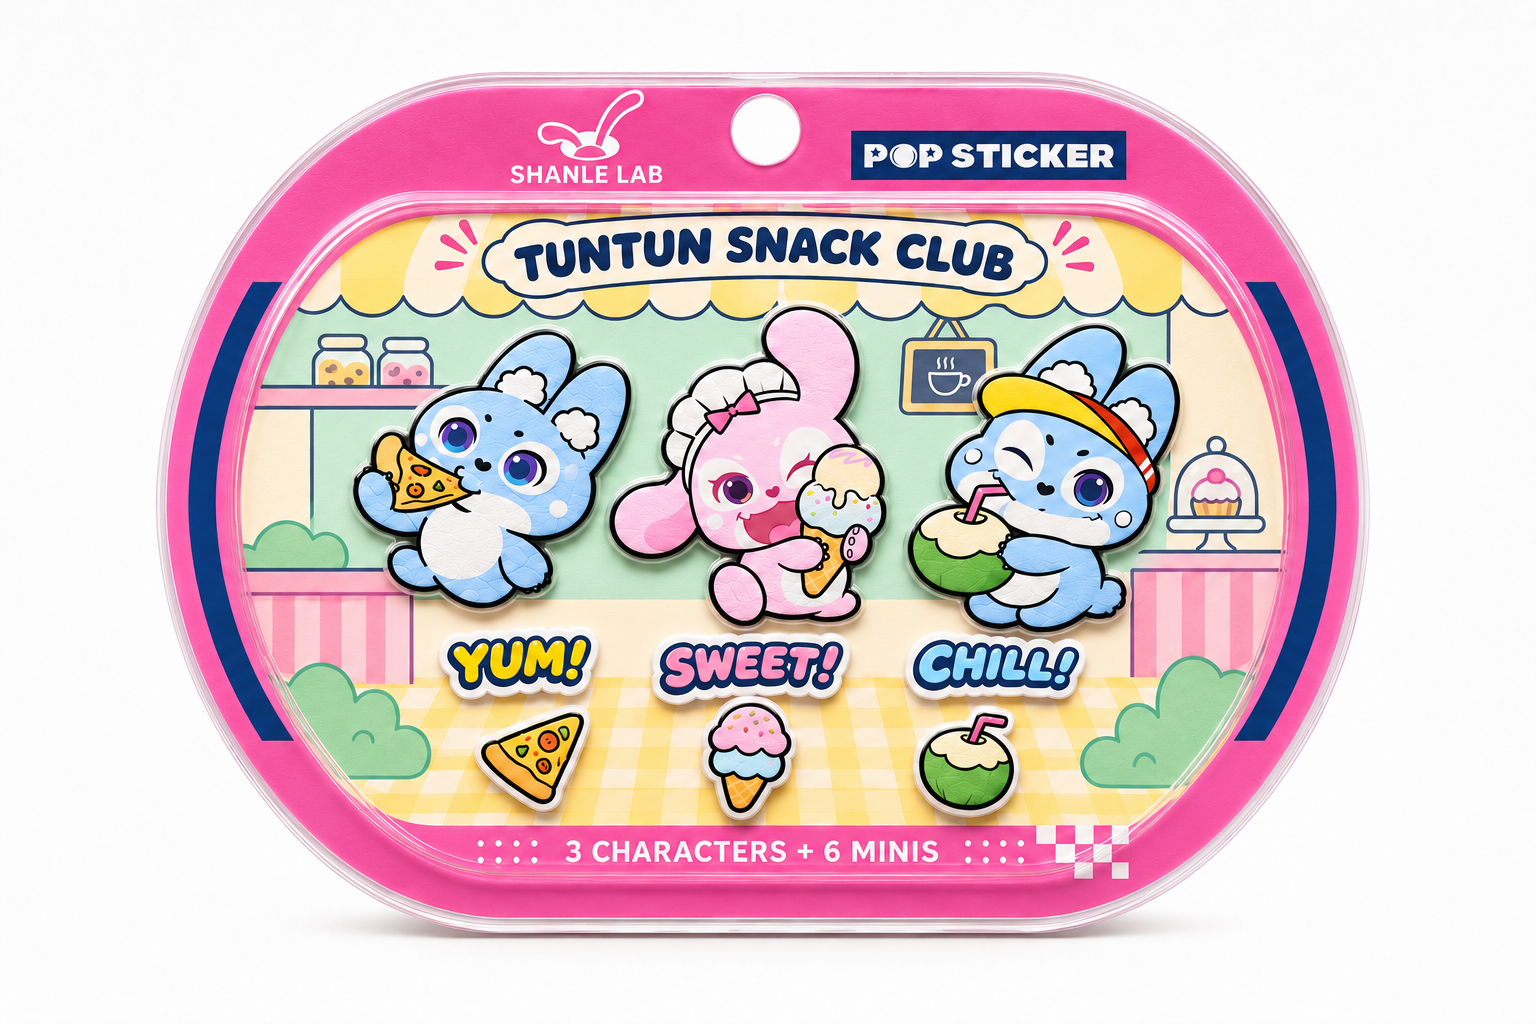 SHANLE LAB
POP STICKER
TUNTUN SNACK CLUB
YUM!
SWEET!
CHILL!
3 CHARACTERS + 6 MINIS